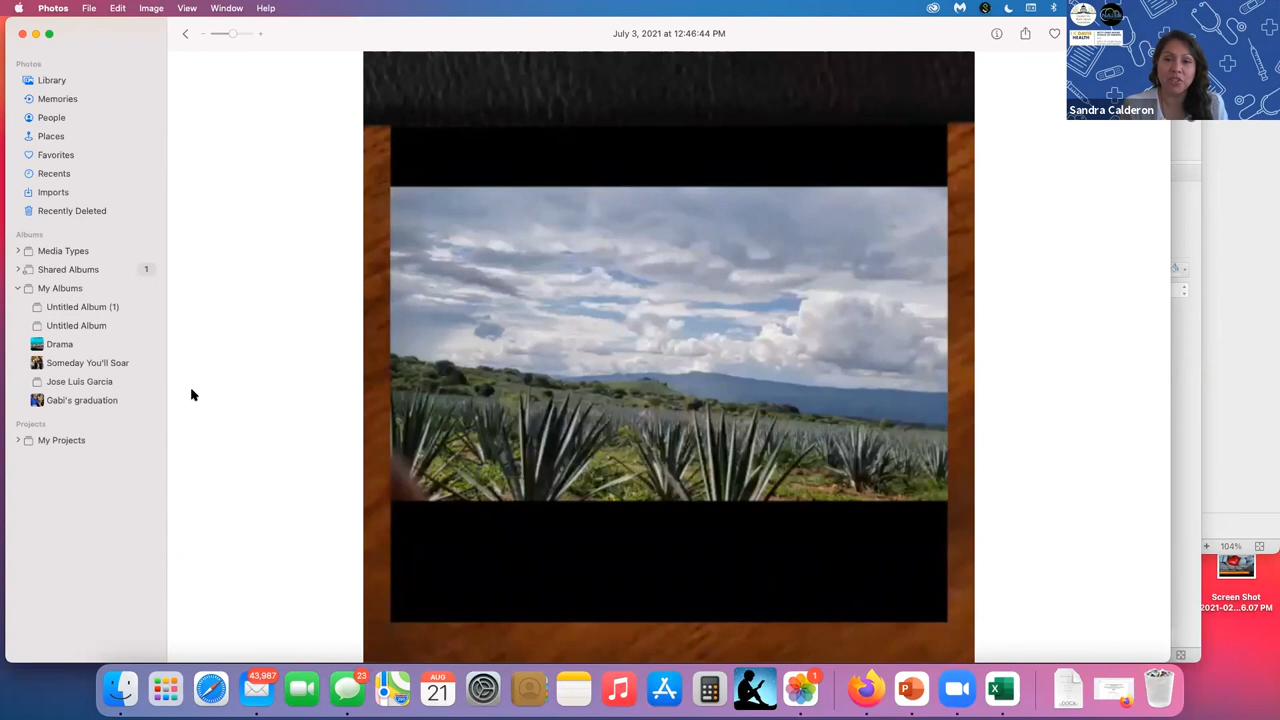 Photos File Edit Image View Window Help
July 3, 2021 at 12:46:44 PM
Photos
Library
Memories
People
Places
Favorites
Recents
Imports
Recently Deleted
Albums
Media Types
Shared Albums 1
My Albums
Untitled Album (1)
Untitled Album
Drama
Someday You'll Soar
Jose Luis Garcia
Gabi's graduation
Projects
My Projects
HEALTH
Sandra Calderon
104%
Screen Shot
2021-02...6.07 PM
43,987
23
AUG
21
1
DOCX